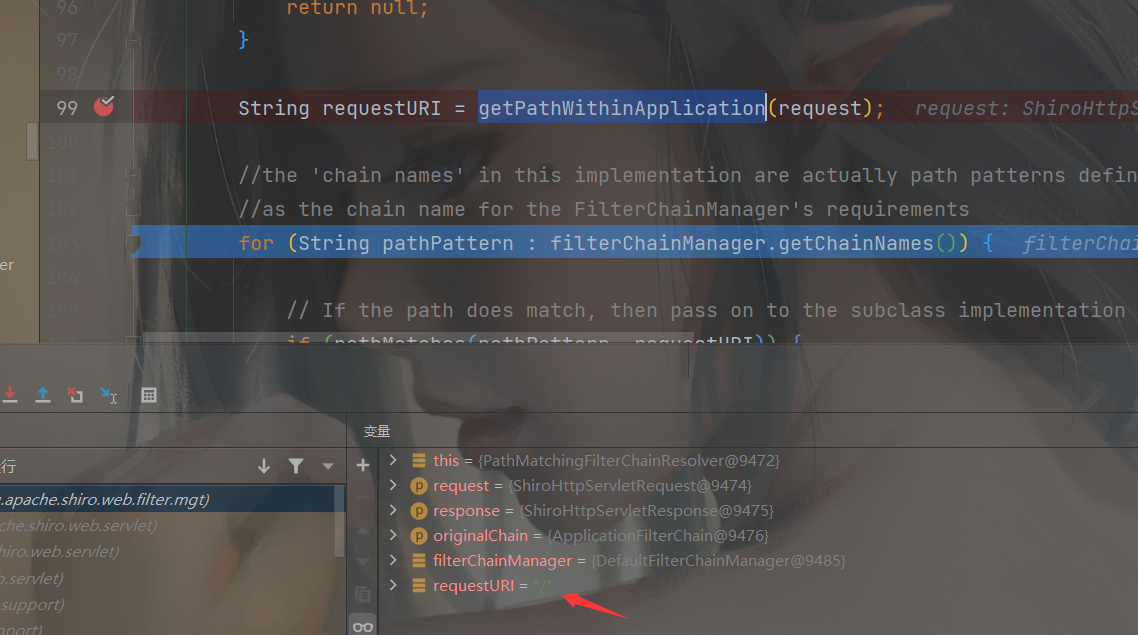 96 return null;
97 }
98
99 String requestURI = getPathWithinApplication(request); request: ShiroHttpS
100
101 //the 'chain names' in this implementation are actually path patterns defin
102 //as the chain name for the FilterChainManager's requirements
103 for (String pathPattern : filterChainManager.getChainNames()) { filterChai
104
105 // If the path does match, then pass on to the subclass implementation
if (pathMatches(pathPattern, requestURI)) {
er
变量
行
.apache.shiro.web.filter.mgt)
che.shiro.web.servlet)
hiro.web.servlet)
b.servlet)
support)
pport)
this = {PathMatchingFilterChainResolver@9472}
p request = {ShiroHttpServletRequest@9474}
p response = {ShiroHttpServletResponse@9475}
p originalChain = {ApplicationFilterChain@9476}
filterChainManager = {DefaultFilterChainManager@9485}
requestURI = "/"